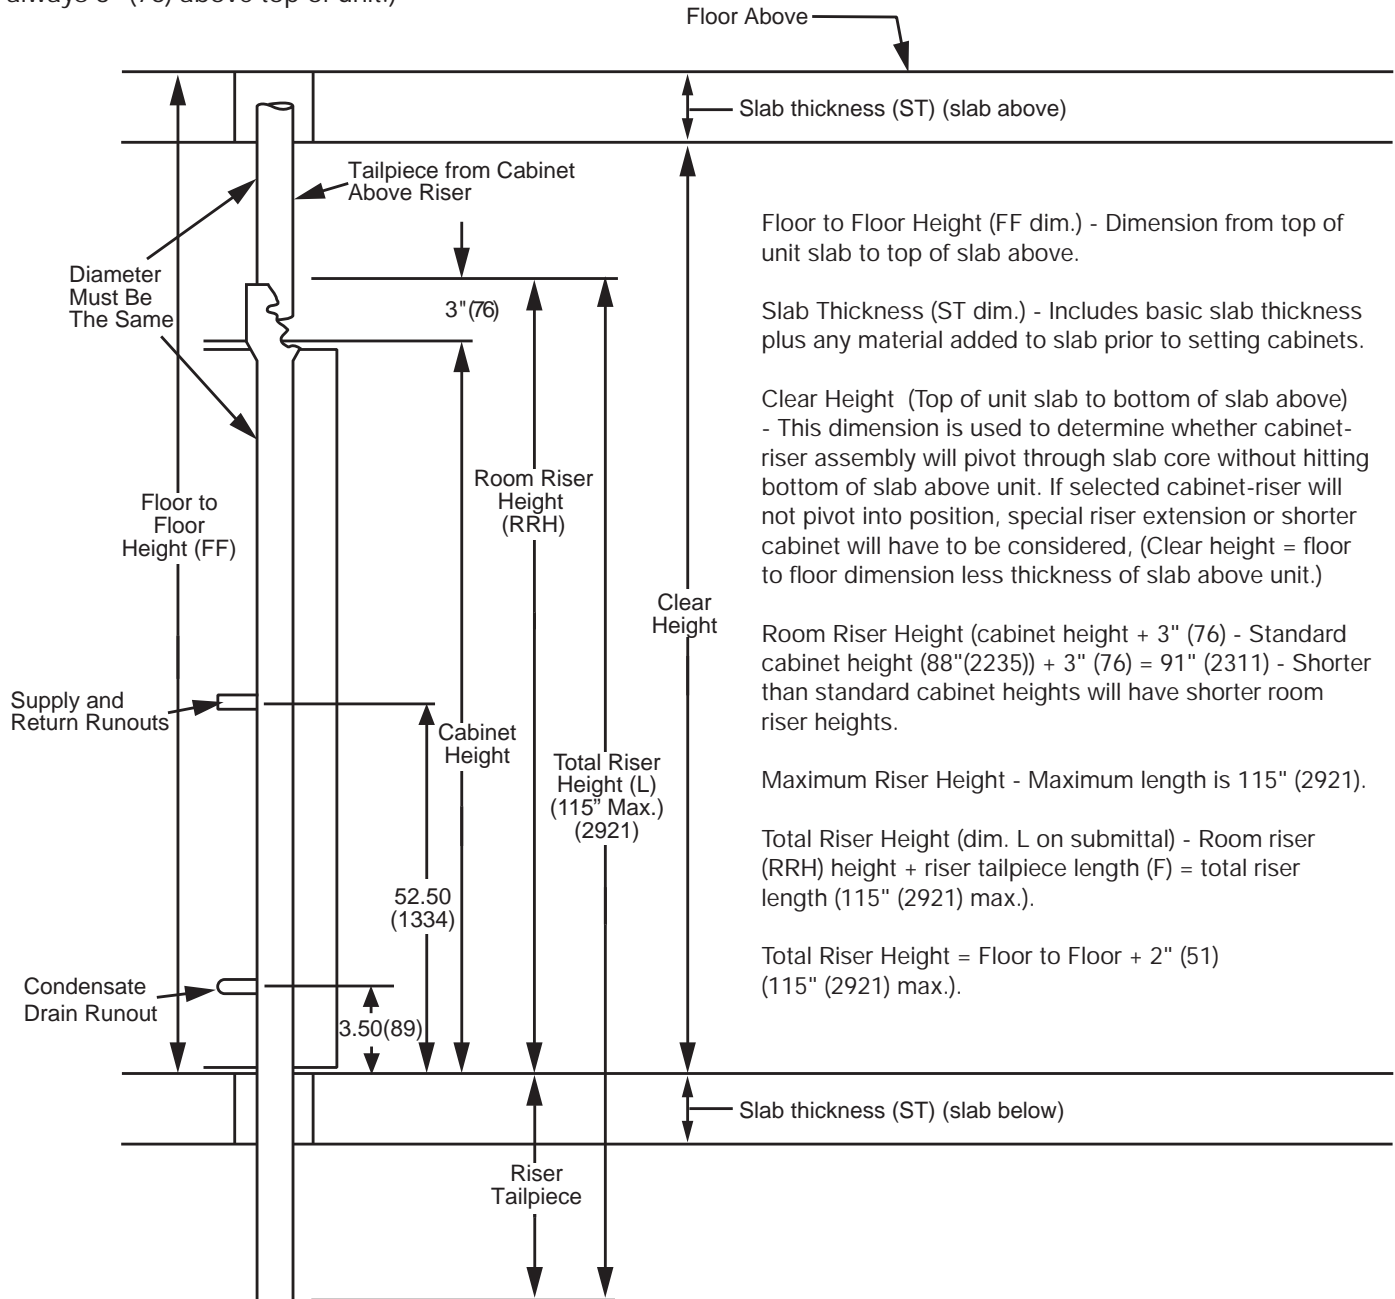 always 3" (76) above top of unit.)
Floor Above
Slab thickness (ST) (slab above)
Tailpiece from Cabinet
Above Riser
Diameter
Must Be
The Same
3"(76)
Floor to Floor Height (FF dim.) - Dimension from top of
unit slab to top of slab above.
Slab Thickness (ST dim.) - Includes basic slab thickness
plus any material added to slab prior to setting cabinets.
Clear Height (Top of unit slab to bottom of slab above)
- This dimension is used to determine whether cabinet-
riser assembly will pivot through slab core without hitting
bottom of slab above unit. If selected cabinet-riser will
not pivot into position, special riser extension or shorter
cabinet will have to be considered, (Clear height = floor
to floor dimension less thickness of slab above unit.)
Room Riser Height (cabinet height + 3" (76) - Standard
cabinet height (88"(2235)) + 3" (76) = 91" (2311) - Shorter
than standard cabinet heights will have shorter room
riser heights.
Maximum Riser Height - Maximum length is 115" (2921).
Total Riser Height (dim. L on submittal) - Room riser
(RRH) height + riser tailpiece length (F) = total riser
length (115" (2921) max.).
Total Riser Height = Floor to Floor + 2" (51)
(115" (2921) max.).
Room Riser
Height
(RRH)
Floor to
Floor
Height (FF)
Clear
Height
Supply and
Return Runouts
Cabinet
Height
Total Riser
Height (L)
(115” Max.)
(2921)
52.50
(1334)
Condensate
Drain Runout
3.50(89)
Slab thickness (ST) (slab below)
Riser
Tailpiece